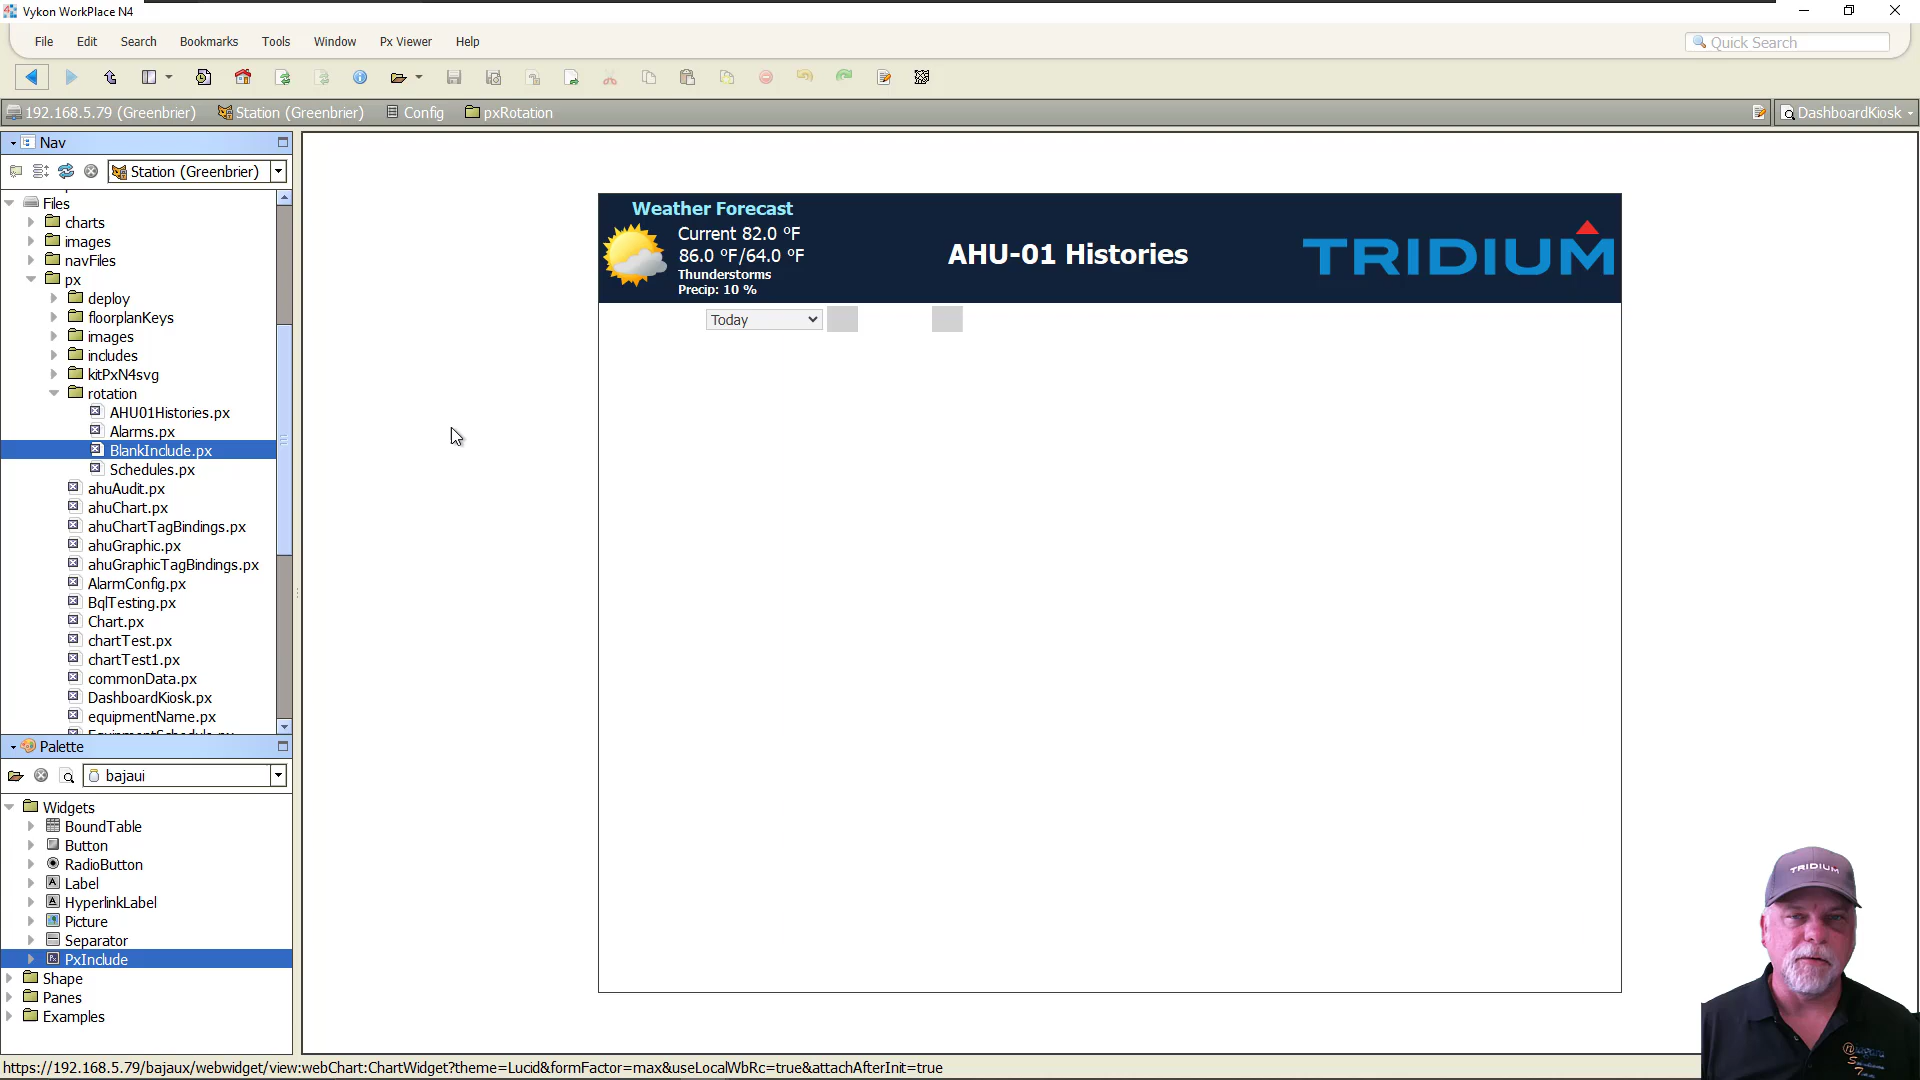 Vykon WorkPlace N4
File Edit Search Bookmarks Tools Window Px Viewer Help
Quick Search
192.168.5.79 (Greenbrier) Station (Greenbrier) Config pxRotation DashboardKiosk
Nav
Station (Greenbrier)
Files
charts
images
navFiles
px
deploy
floorplanKeys
images
includes
kitPxN4svg
rotation
AHU01Histories.px
Alarms.px
BlankInclude.px
Schedules.px
ahuAudit.px
ahuChart.px
ahuChartTagBindings.px
ahuGraphic.px
ahuGraphicTagBindings.px
AlarmConfig.px
BqlTesting.px
Chart.px
chartTest.px
chartTest1.px
commonData.px
DashboardKiosk.px
equipmentName.px
EquipmentSchedule.px
Palette
bajaui
Widgets
BoundTable
Button
RadioButton
Label
HyperlinkLabel
Picture
Separator
PxInclude
Shape
Panes
Examples
Weather Forecast
Current 82.0 °F
86.0 °F/64.0 °F
Thunderstorms
Precip: 10 %
AHU-01 Histories
TRIDIUM
Today
TRIDIUM
https://192.168.5.79/bajaux/webwidget/view:webChart:ChartWidget?theme=Lucid&formFactor=max&useLocalWbRc=true&attachAfterInit=true